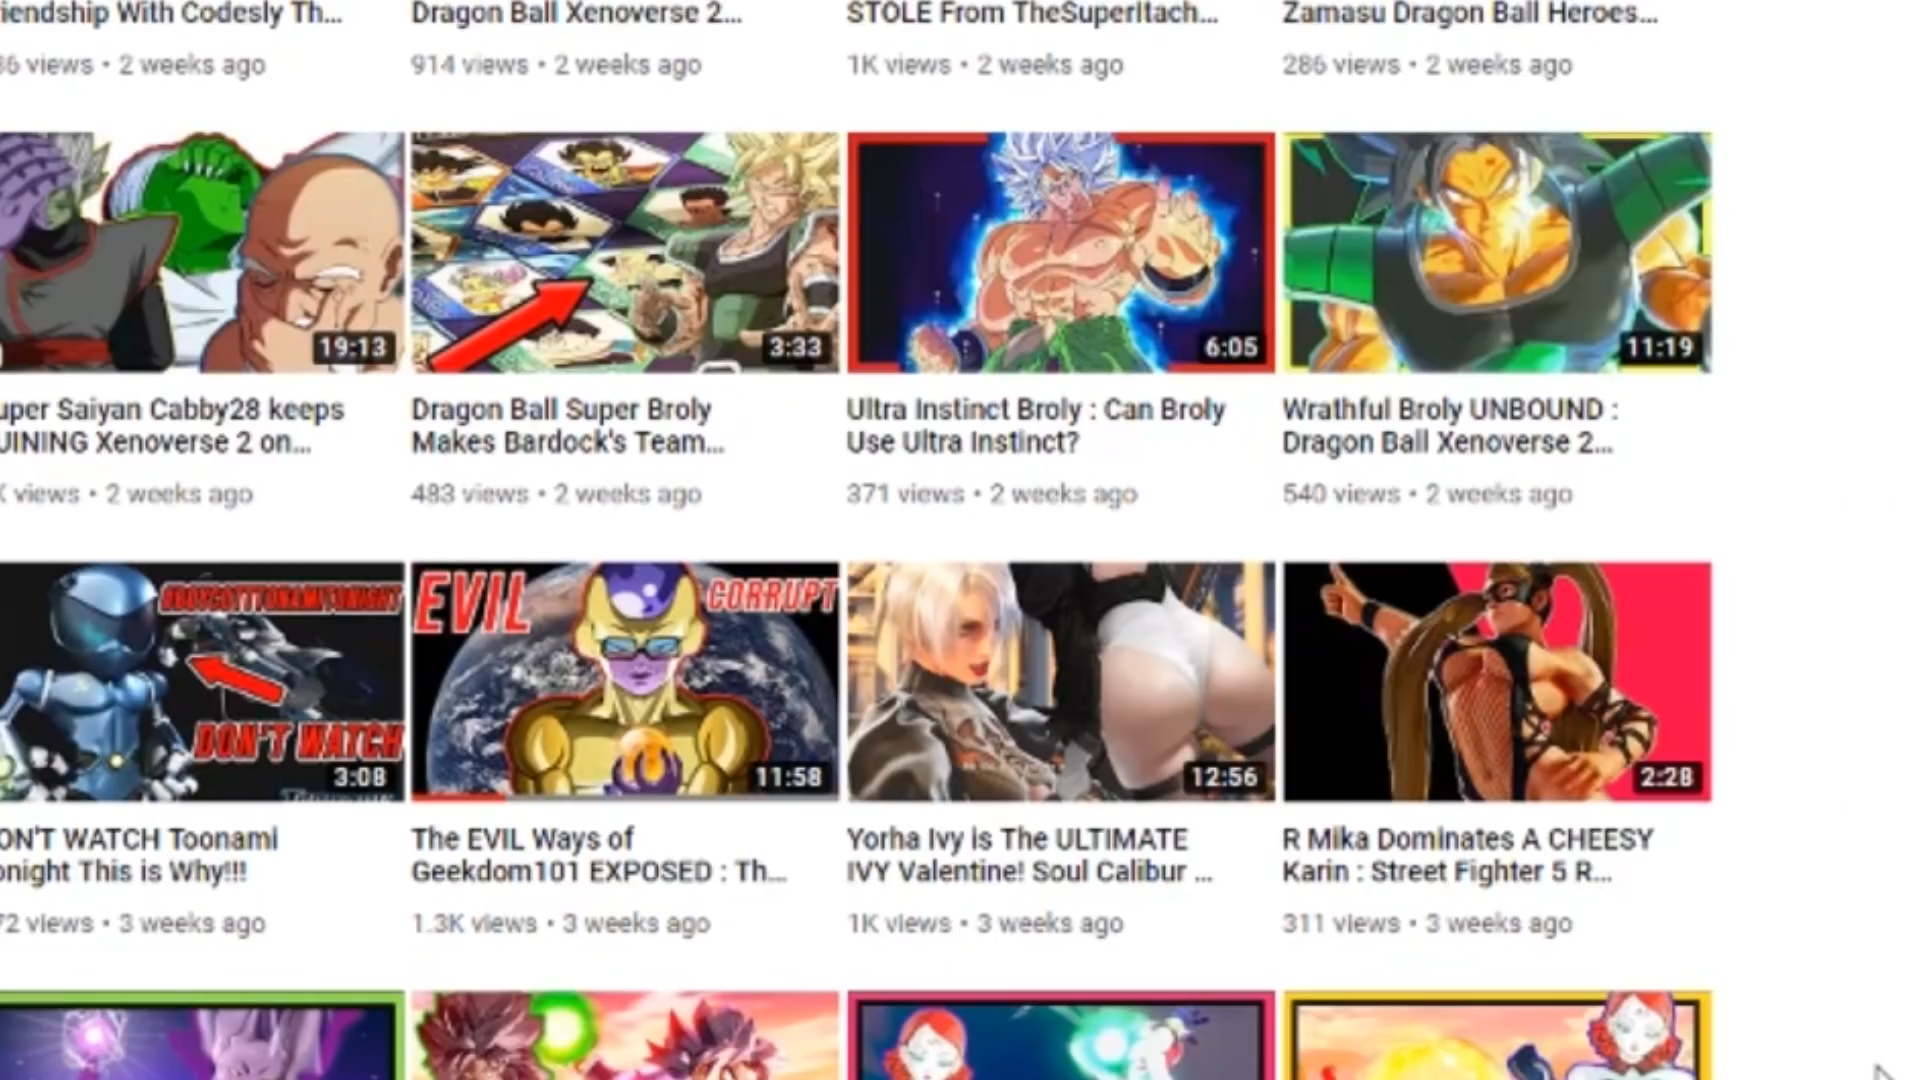 iendship With Codesly Th...
Dragon Ball Xenoverse 2...
STOLE From TheSuperItach...
Zamasu Dragon Ball Heroes...
36 views • 2 weeks ago
914 views • 2 weeks ago
1K views • 2 weeks ago
286 views • 2 weeks ago
19:13
3:33
6:05
11:19
uper Saiyan Cabby28 keeps
UINING Xenoverse 2 on...
Dragon Ball Super Broly
Makes Bardock's Team...
Ultra Instinct Broly : Can Broly
Use Ultra Instinct?
Wrathful Broly UNBOUND :
Dragon Ball Xenoverse 2...
K views • 2 weeks ago
483 views • 2 weeks ago
371 views • 2 weeks ago
540 views • 2 weeks ago
#BOYCOTTTOONAMITONIGHT
DON'T WATCH
3:08
EVIL
CORRUPT
11:58
12:56
2:28
ON'T WATCH Toonami
onight This is Why!!!
The EVIL Ways of
Geekdom101 EXPOSED : Th...
Yorha Ivy is The ULTIMATE
IVY Valentine! Soul Calibur ...
R Mika Dominates A CHEESY
Karin : Street Fighter 5 R...
72 views • 3 weeks ago
1.3K views • 3 weeks ago
1K views • 3 weeks ago
311 views • 3 weeks ago